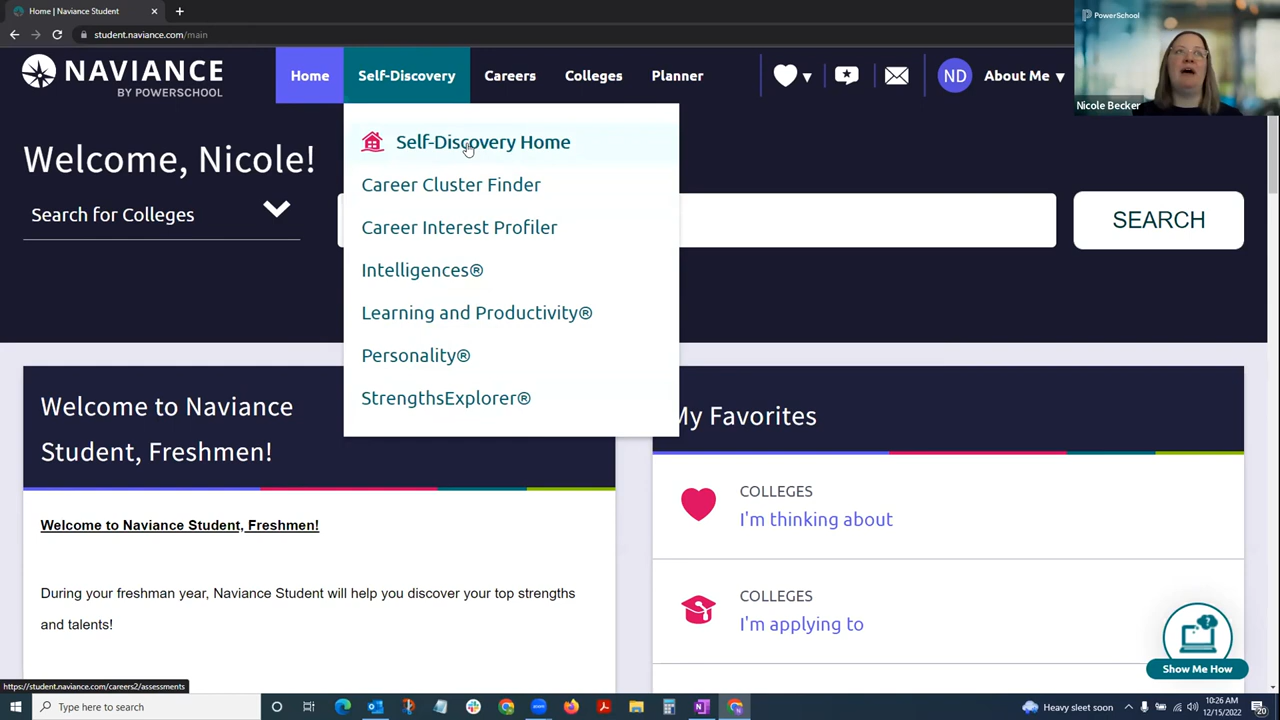 Home | Naviance Student
student.naviance.com/main
PowerSchool
Nicole Becker
NAVIANCE
BY POWERSCHOOL
Home
Self-Discovery
Careers
Colleges
Planner
ND
About Me
Self-Discovery Home
Career Cluster Finder
Career Interest Profiler
Intelligences®
Learning and Productivity®
Personality®
StrengthsExplorer®
Welcome, Nicole!
Search for Colleges
SEARCH
Welcome to Naviance
Student, Freshmen!
Welcome to Naviance Student, Freshmen!
During your freshman year, Naviance Student will help you discover your top strengths
and talents!
My Favorites
COLLEGES
I'm thinking about
COLLEGES
I'm applying to
Show Me How
https://student.naviance.com/careers2/assessments
Type here to search
Heavy sleet soon
10:26 AM
12/15/2022
20